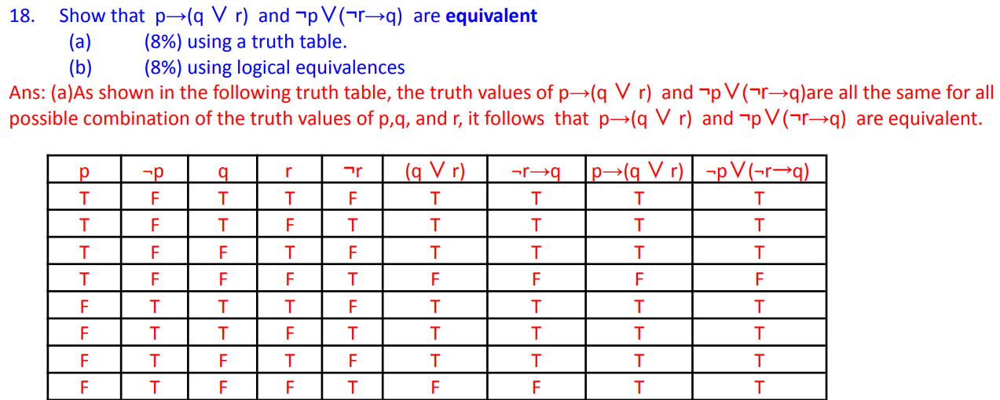 18. Show that p→(q ∨ r) and ¬p∨(¬r→q) are equivalent
(a) (8%) using a truth table.
(b) (8%) using logical equivalences
Ans: (a)As shown in the following truth table, the truth values of p→(q ∨ r) and ¬p∨(¬r→q)are all the same for all
possible combination of the truth values of p,q, and r, it follows that p→(q ∨ r) and ¬p∨(¬r→q) are equivalent.
p ¬p q r ¬r (q ∨ r) ¬r→q p→(q ∨ r) ¬p∨(¬r→q)
T F T T F T T T T
T F T F T T T T T
T F F T F T T T T
T F F F T F F F F
F T T T F T T T T
F T T F T T T T T
F T F T F T T T T
F T F F T F F T T